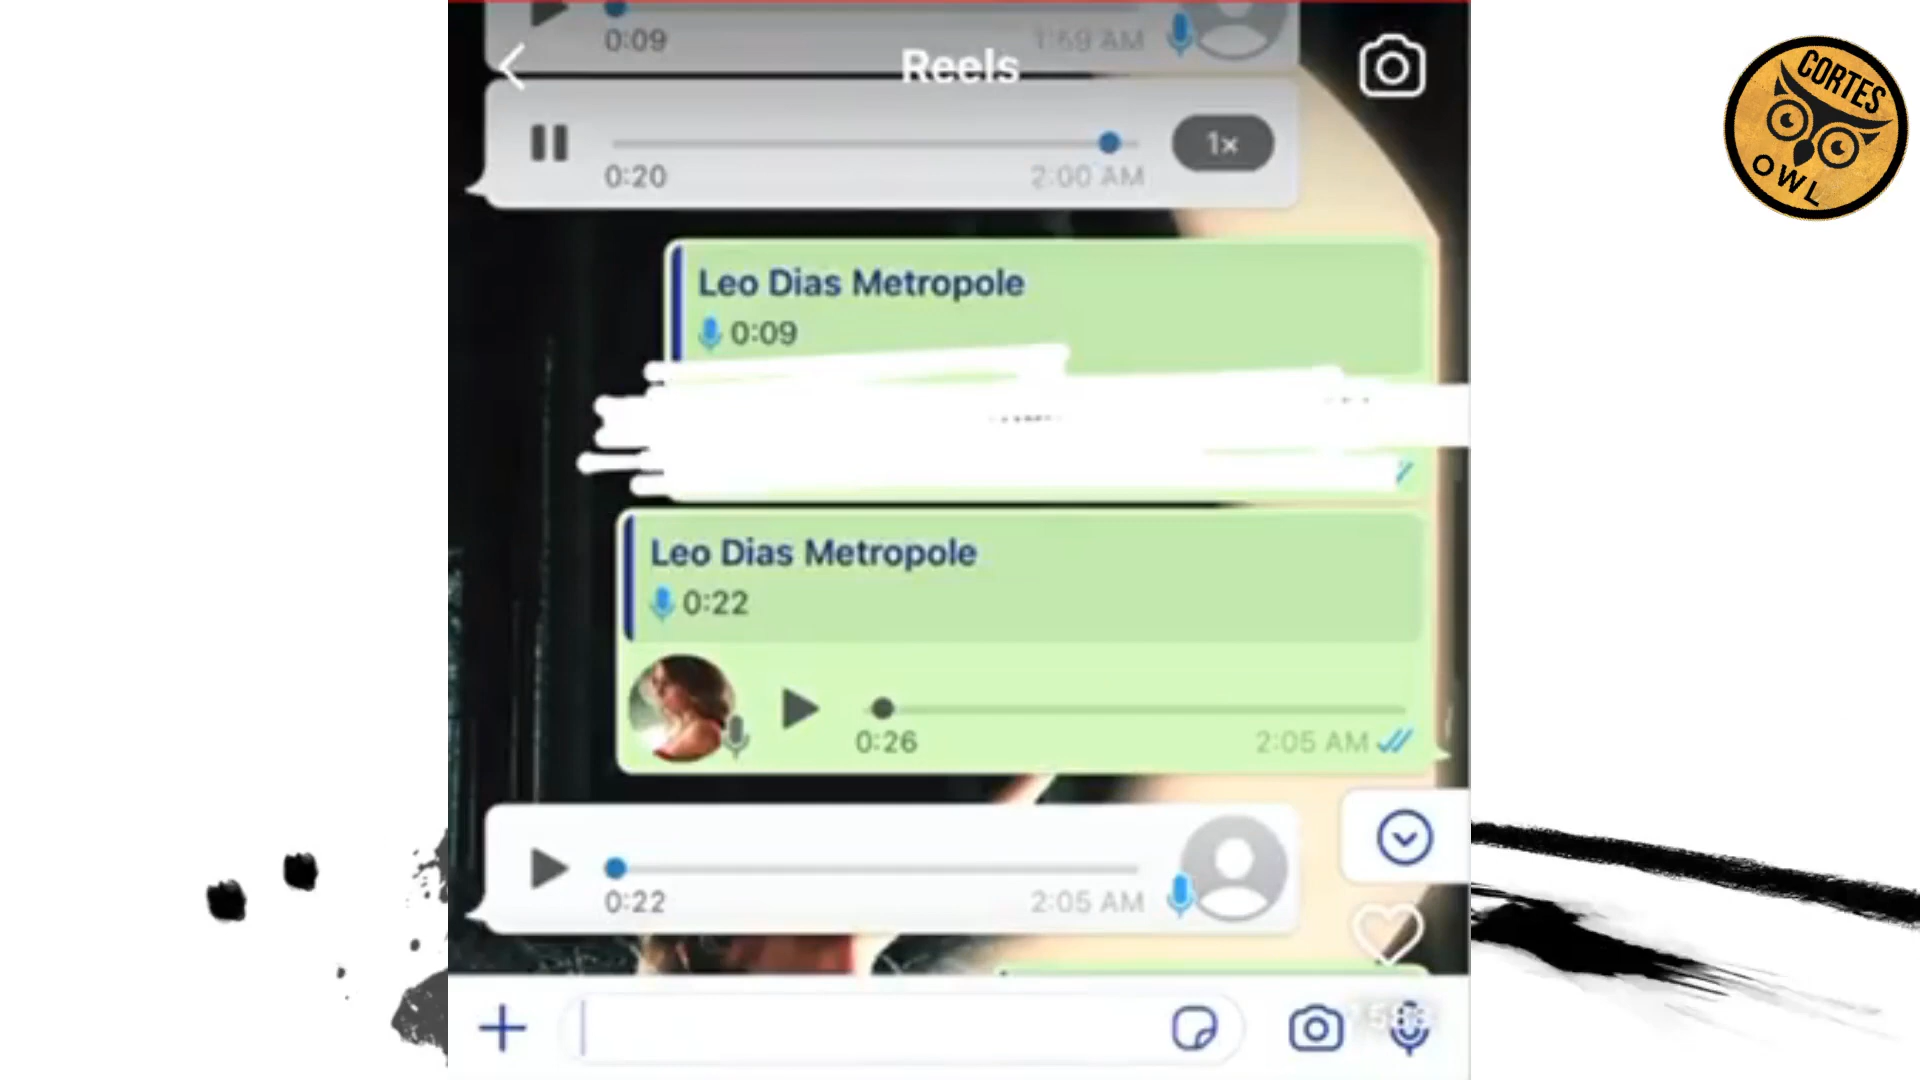 0:09 1:59 AM
Reels
1×
0:20 2:00 AM
Leo Dias Metropole
0:09
Leo Dias Metropole
0:22
0:26 2:05 AM
0:22 2:05 AM
CORTES
OWL